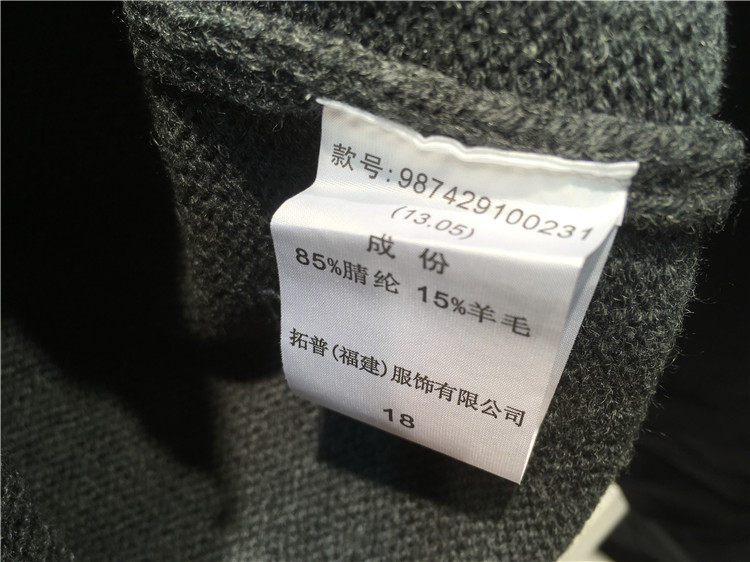 款号:987429100231
(13.05)
成份
85%腈纶 15%羊毛
拓普(福建)服饰有限公司
18